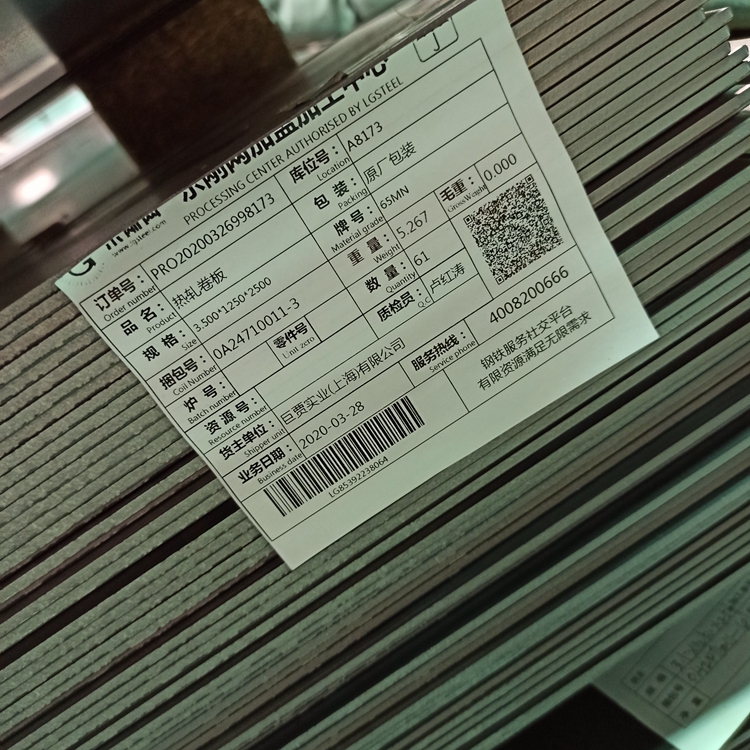 加工中心
PROCESSING CENTER AUTHORISED BY LGSTEEL
订单号：
Order number
PRO20200326998173
库位号：
Location
A8173
品 名：
Product
热轧卷板
包 装：
Packing
原厂包装
规 格：
Size
3.500*1250*2500
牌 号：
Material grade
65MN
毛重：
GrossWeight
0.000
捆包号：
Coil Number
0A24710011-3
重 量：
Weight
5.267
炉 号：
Batch number
零件号
Unit zero
数 量：
Quantity
61
资 源 号：
Resource number
质检员：
Q.C
卢红涛
货主单位：
Shipper unit
巨贾实业(上海)有限公司
服务热线：
Service phone
4008200666
业务日期：
Business date
2020-03-28
钢铁服务社交平台
有限资源满足无限需求
LG85392238064